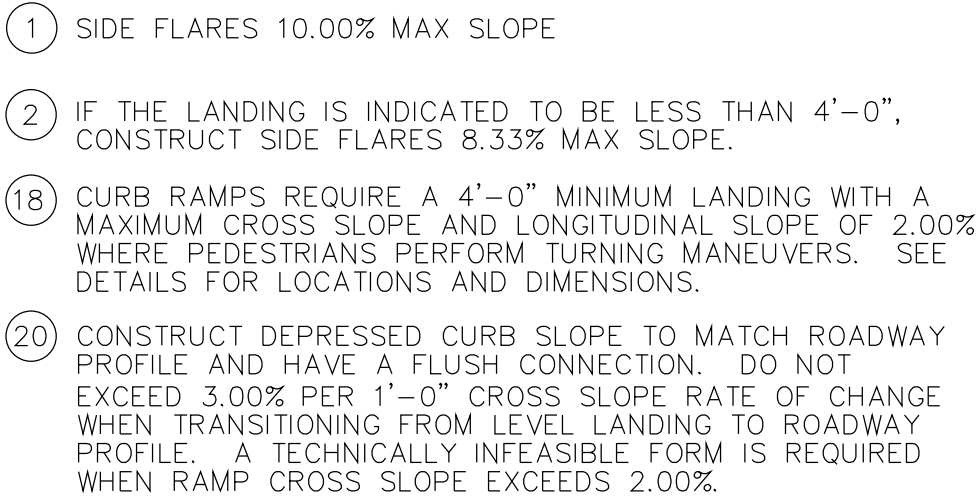 1 SIDE FLARES 10.00% MAX SLOPE
2 IF THE LANDING IS INDICATED TO BE LESS THAN 4'-0",
CONSTRUCT SIDE FLARES 8.33% MAX SLOPE.
18 CURB RAMPS REQUIRE A 4'-0" MINIMUM LANDING WITH A
MAXIMUM CROSS SLOPE AND LONGITUDINAL SLOPE OF 2.00%
WHERE PEDESTRIANS PERFORM TURNING MANEUVERS. SEE
DETAILS FOR LOCATIONS AND DIMENSIONS.
20 CONSTRUCT DEPRESSED CURB SLOPE TO MATCH ROADWAY
PROFILE AND HAVE A FLUSH CONNECTION. DO NOT
EXCEED 3.00% PER 1'-0" CROSS SLOPE RATE OF CHANGE
WHEN TRANSITIONING FROM LEVEL LANDING TO ROADWAY
PROFILE. A TECHNICALLY INFEASIBLE FORM IS REQUIRED
WHEN RAMP CROSS SLOPE EXCEEDS 2.00%.